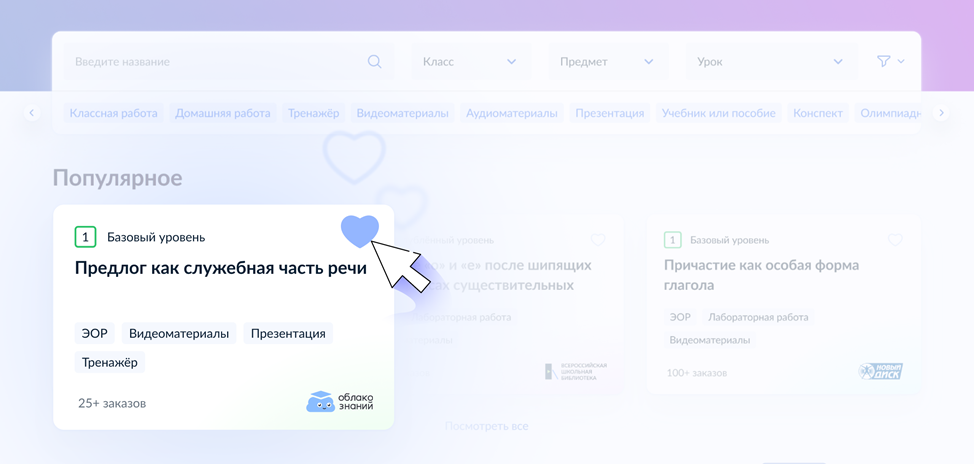 Введите название
Класс
Предмет
Урок
Классная работа
Домашняя работа
Тренажёр
Видеоматериалы
Аудиоматериалы
Презентация
Учебник или пособие
Конспект
Олимпиадн
Популярное
1 Базовый уровень
Предлог как служебная часть речи
ЭОР
Видеоматериалы
Презентация
Тренажёр
25+ заказов
облако
знаний
уровень
и «е» после шипящих
существительных
работа
ВСЕРОССИЙСКАЯ
ШКОЛЬНАЯ
БИБЛИОТЕКА
1 Базовый уровень
Причастие как особая форма
глагола
ЭОР
Лабораторная работа
Видеоматериалы
100+ заказов
НОВЫЙ
ДИСК
Посмотреть все